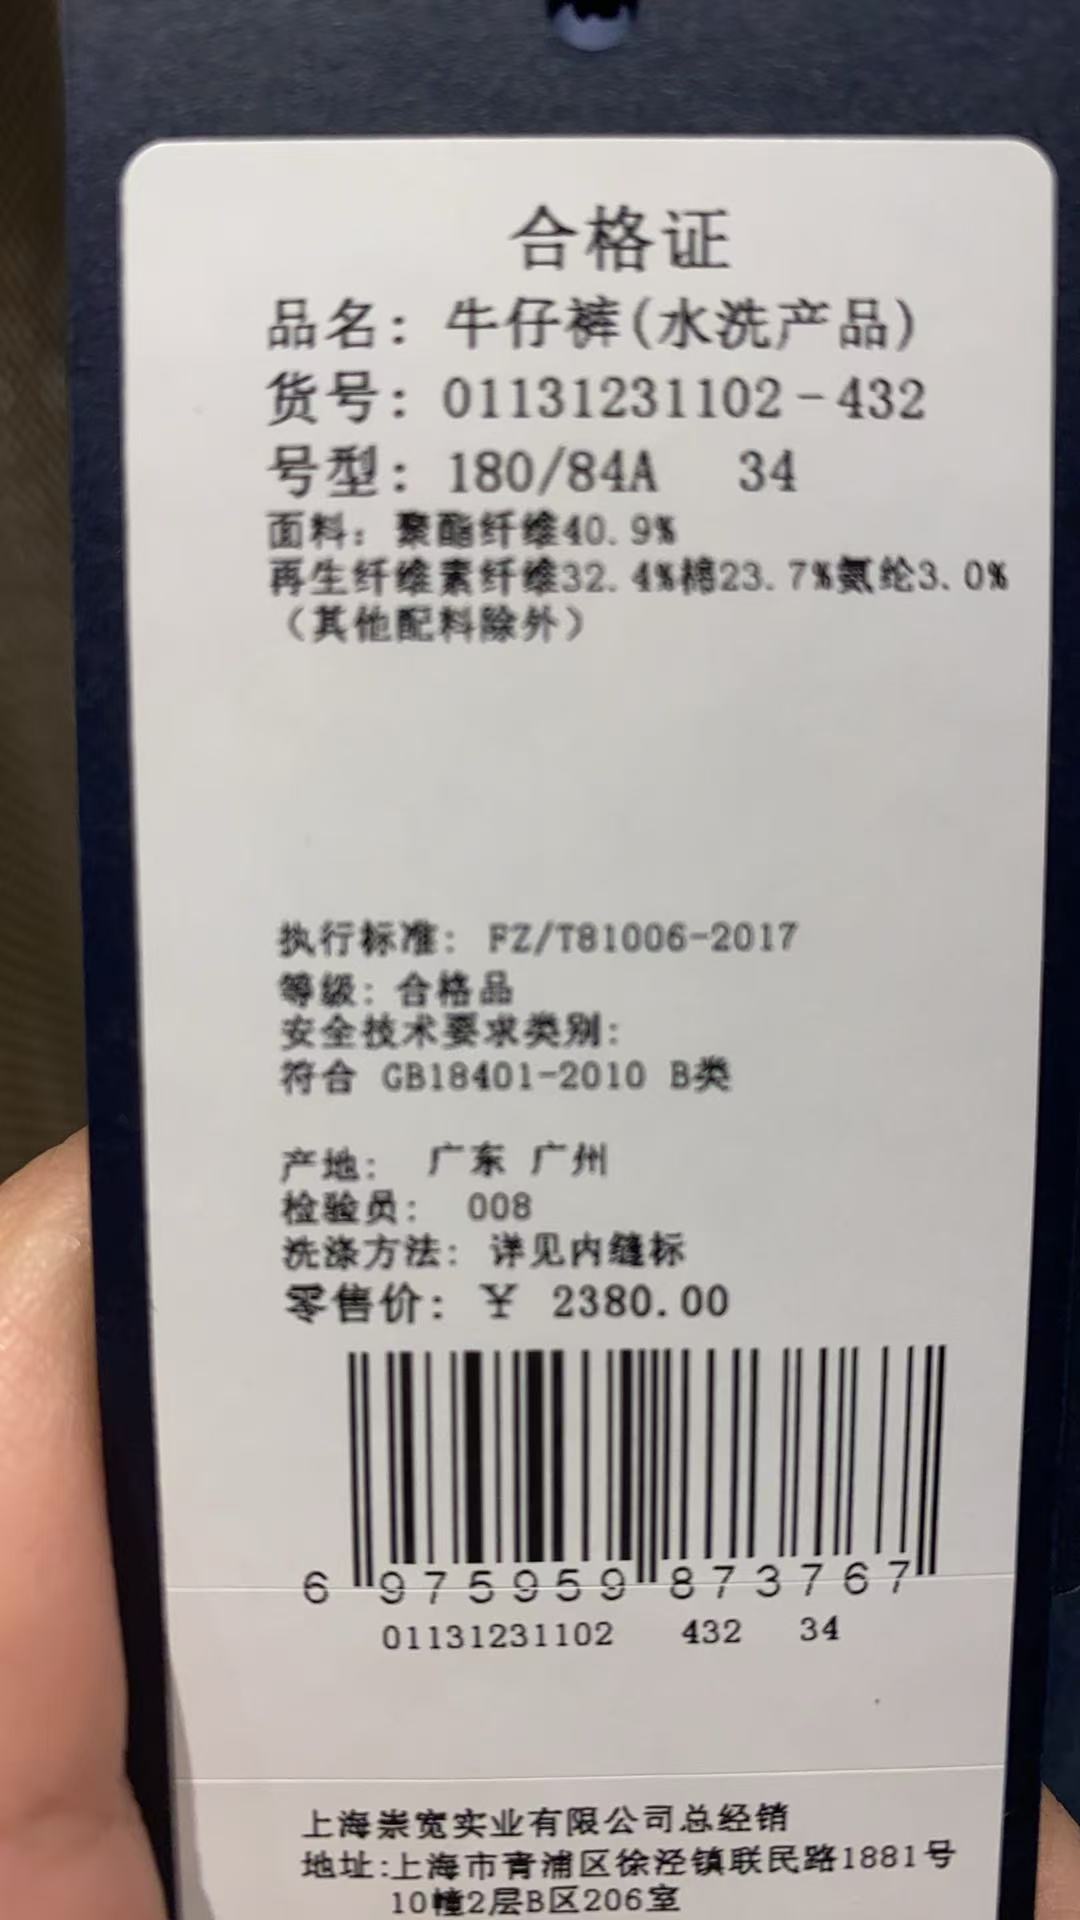 合格证
品名：牛仔裤(水洗产品)
货号：01131231102-432
号型：180/84A 34
面料：聚酯纤维40.9%
再生纤维素纤维32.4%棉23.7%氨纶3.0%
（其他配料除外）
执行标准：FZ/T81006-2017
等级：合格品
安全技术要求类别：
符合 GB18401-2010 B类
产地： 广东 广州
检验员： 008
洗涤方法： 详见内缝标
零售价：￥ 2380.00
6 975959 873767
01131231102 432 34
上海崇宽实业有限公司总经销
地址:上海市青浦区徐泾镇联民路1881号
10幢2层B区206室